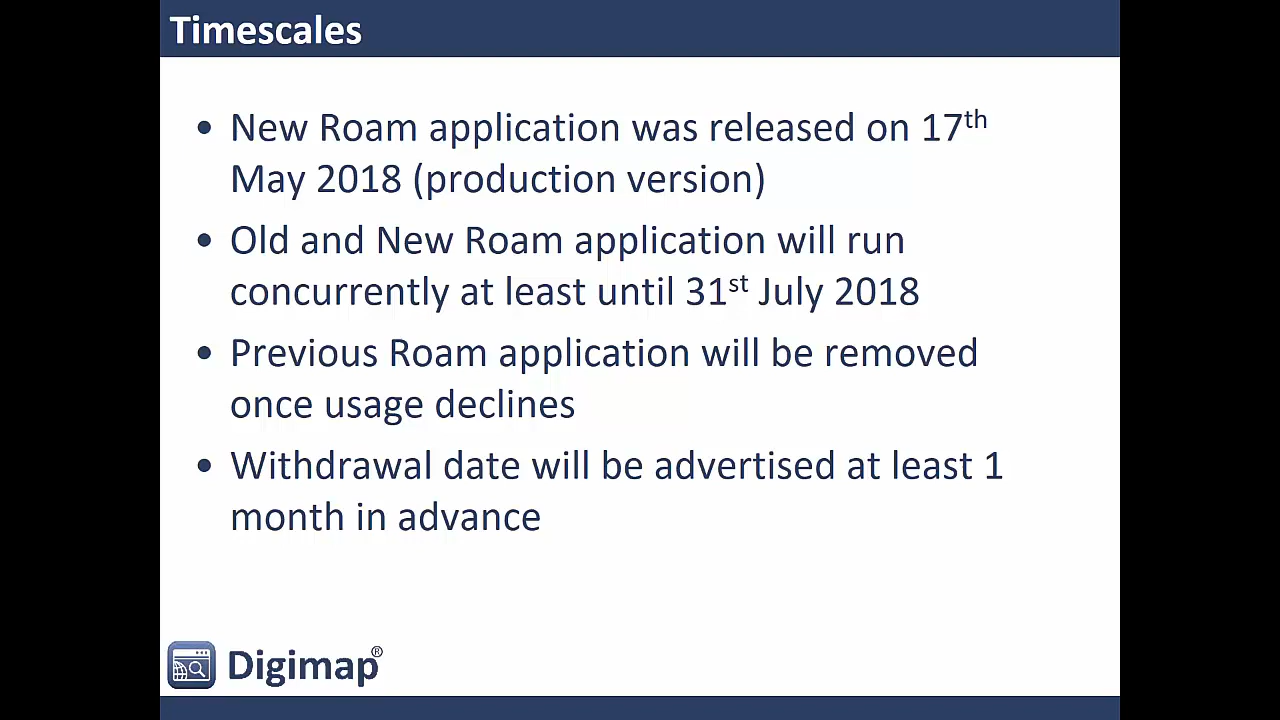 Timescales
• New Roam application was released on 17th
May 2018 (production version)
• Old and New Roam application will run
concurrently at least until 31st July 2018
• Previous Roam application will be removed
once usage declines
• Withdrawal date will be advertised at least 1
month in advance
Digimap®